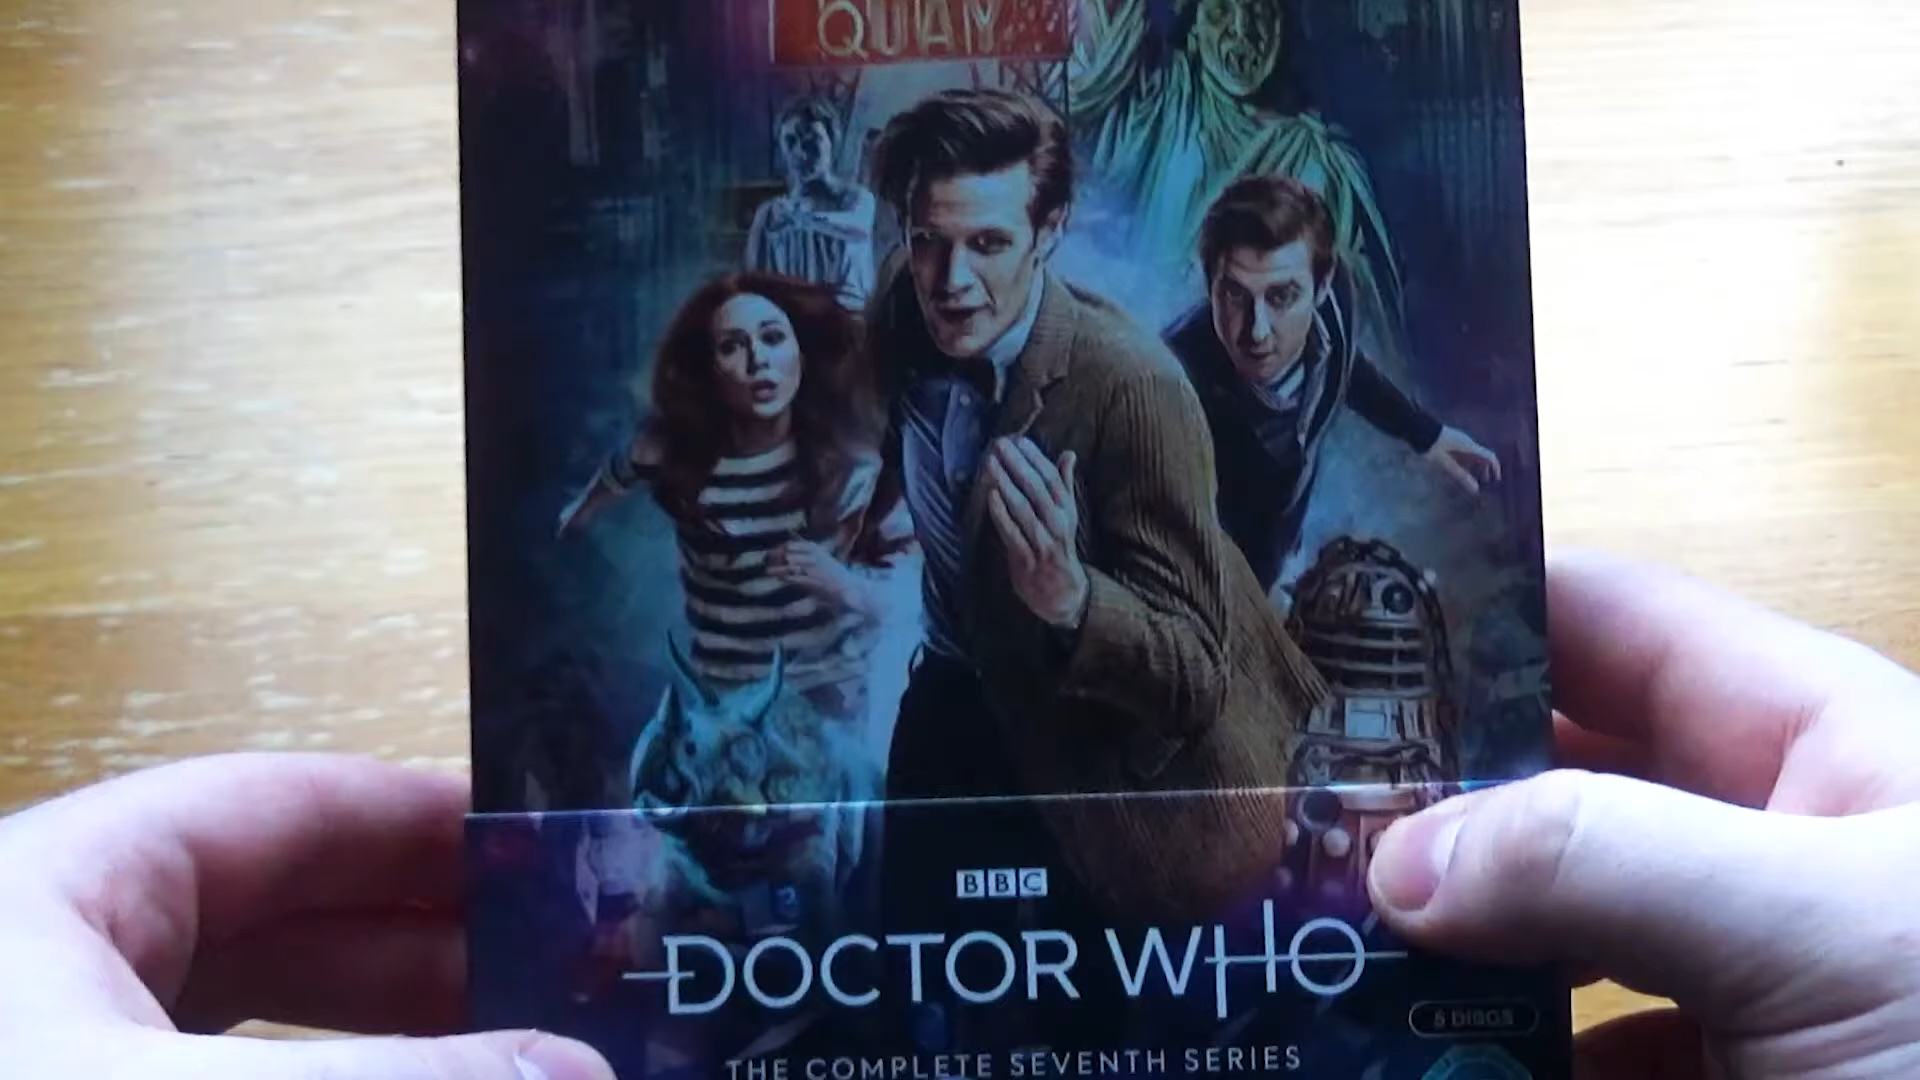 QUAY
BBC
DOCTOR WHO
5 DISCS
THE COMPLETE SEVENTH SERIES